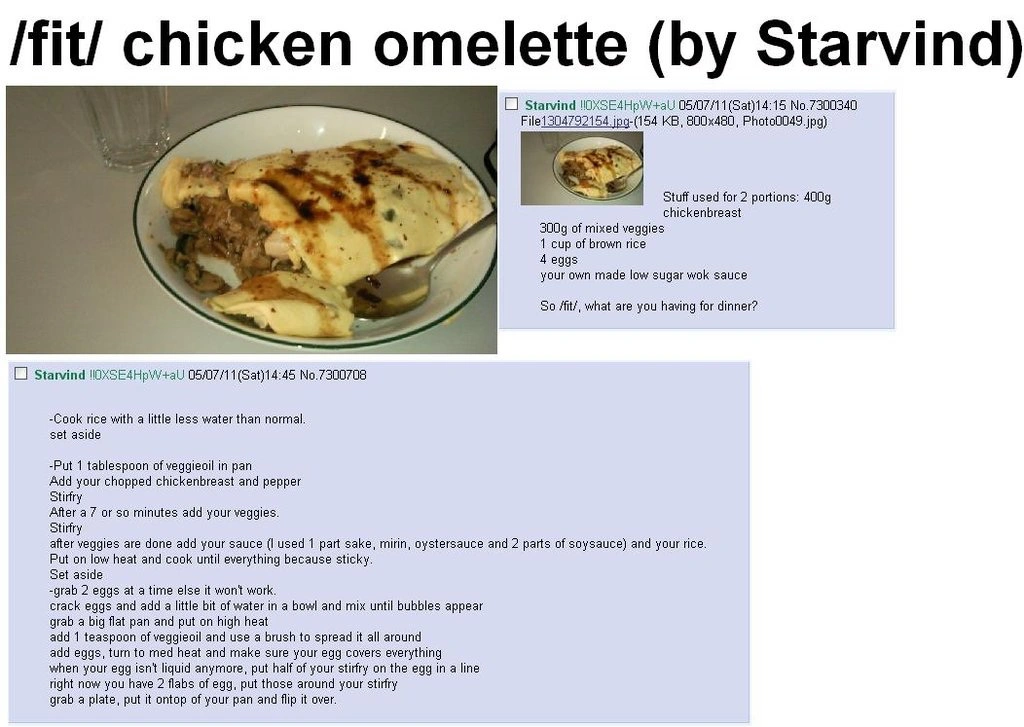 /fit/ chicken omelette (by Starvind)
Starvind !!0XSE4HpW+aU 05/07/11(Sat)14:15 No.7300340
File1304792154.jpg-(154 KB, 800x480, Photo0049.jpg)
Stuff used for 2 portions: 400g
chickenbreast
300g of mixed veggies
1 cup of brown rice
4 eggs
your own made low sugar wok sauce
So /fit/, what are you having for dinner?
Starvind !!0XSE4HpW+aU 05/07/11(Sat)14:45 No.7300708
-Cook rice with a little less water than normal.
set aside
-Put 1 tablespoon of veggieoil in pan
Add your chopped chickenbreast and pepper
Stirfry
After a 7 or so minutes add your veggies.
Stirfry
after veggies are done add your sauce (I used 1 part sake, mirin, oystersauce and 2 parts of soysauce) and your rice.
Put on low heat and cook until everything because sticky.
Set aside
-grab 2 eggs at a time else it won't work.
crack eggs and add a little bit of water in a bowl and mix until bubbles appear
grab a big flat pan and put on high heat
add 1 teaspoon of veggieoil and use a brush to spread it all around
add eggs, turn to med heat and make sure your egg covers everything
when your egg isn't liquid anymore, put half of your stirfry on the egg in a line
right now you have 2 flabs of egg, put those around your stirfry
grab a plate, put it ontop of your pan and flip it over.